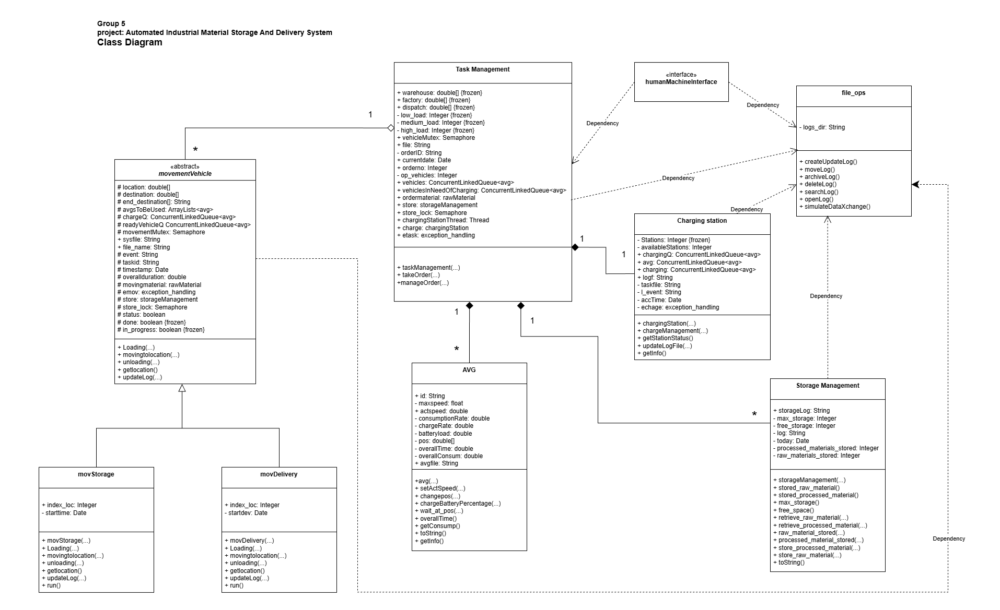 Group 5
project: Automated Industrial Material Storage And Delivery System
Class Diagram
Task Management
+ warehouse: double[] {frozen}
+ factory: double[] {frozen}
+ dispatch: double[] {frozen}
- low_load: Integer {frozen}
- medium_load: Integer {frozen}
- high_load: Integer {frozen}
+ vehicleMutex: Semaphore
+ file: String
- orderID: String
+ currentdate: Date
+ orderno: Integer
- op_vehicles: Integer
+ vehicles: ConcurrentLinkedQueue<avg>
+ vehiclesInNeedOfCharging: ConcurrentLinkedQueue<avg>
+ ordermaterial: rawMaterial
+ store: storageManagement
+ store_lock: Semaphore
+ chargingStationThread: Thread
+ charge: chargingStation
+ etask: exception_handling
+ taskManagement(...)
+ takeOrder(...)
+manageOrder(...)
«interface»
humanMachineInterface
Dependency
Dependency
file_ops
- logs_dir: String
+ createUpdateLog()
+ moveLog()
+ archiveLog()
+ deleteLog()
+ searchLog()
+ openLog()
+ simulateDataXchange()
1
*
«abstract»
movementVehicle
# location: double[]
# destination: double[]
# end_destination[]: String
# avgsToBeUsed: ArrayLists<avg>
# chargeQ: ConcurrentLinkedQueue<avg>
# readyVehicleQ ConcurrentLinkedQueue<avg>
# movementMutex: Semaphore
+ sysfile: String
+ file_name: String
# event: String
# taskid: String
# timestamp: Date
# overallduration: double
# movingmaterial: rawMaterial
# emov: exception_handling
# store: storageManagement
# store_lock: Semaphore
# status: boolean
# done: boolean {frozen}
# in_progress: boolean {frozen}
+ Loading(...)
+ movingtolocation(...)
+ unloading(...)
+ getlocation()
+ updateLog(...)
Dependency
Dependency
Charging station
- Stations: Integer {frozen}
- availableStations: Integer
+ chargingQ: ConcurrentLinkedQueue<avg>
+ avg: ConcurrentLinkedQueue<avg>
+ charging: ConcurrentLinkedQueue<avg>
+ logf: String
- taskfile: String
- l_event: String
- accTime: Date
- echage: exception_handling
+ chargingStation(...)
+ chargeManagement(...)
+ getStationStatus()
+ updateLogFile(...)
+ getInfo()
1
1
Dependency
1
*
1
*
AVG
+ id: String
- maxspeed: float
+ actspeed: double
- consumptionRate: double
- chargeRate: double
- batteryload: double
- pos: double[]
- overallTime: double
- overallConsum: double
+ avgfile: String
+avg(...)
+ setActSpeed(...)
+ changepos(...)
+ chargeBatteryPercentage(...)
+ wait_at_pos(...)
+ overallTime()
+ getConsump()
+ toString()
+ getInfo()
Storage Management
+ storageLog: String
- max_storage: Integer
- free_storage: Integer
- log: String
- today: Date
- processed_materials_stored: Integer
- raw_materials_stored: Integer
+ storageManagement(...)
+ stored_raw_material()
+ stored_processed_material()
+ max_storage()
+ free_space()
+ retrieve_raw_material(...)
+ retrieve_processed_material(...)
+ raw_material_stored(...)
+ processed_material_stored(...)
+ store_processed_material(...)
+ store_raw_material(...)
+ toString()
Dependency
movStorage
+ index_loc: Integer
- starttime: Date
+ movStorage(...)
+ Loading(...)
+ movingtolocation(...)
+ unloading(...)
+ getlocation()
+ updateLog(...)
+ run()
movDelivery
+ index_loc: Integer
- startdev: Date
+ movDelivery(...)
+ Loading(...)
+ movingtolocation(...)
+ unloading(...)
+ getlocation()
+ updateLog(...)
+ run()